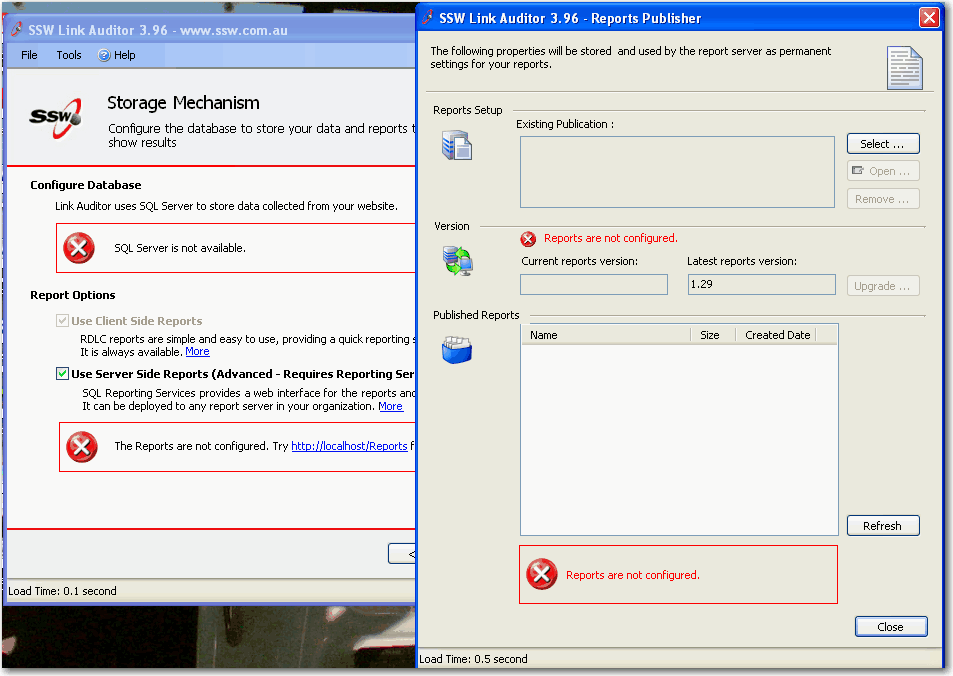 SSW Link Auditor 3.96 - www.ssw.com.au
File Tools Help
SSW
Storage Mechanism
Configure the database to store your data and reports
show results
Configure Database
Link Auditor uses SQL Server to store data collected from your website.
SQL Server is not available.
Report Options
Use Client Side Reports
RDLC reports are simple and easy to use, providing a quick reporting
It is always available. More
Use Server Side Reports (Advanced - Requires Reporting Ser
SQL Reporting Services provides a web interface for the reports and
It can be deployed to any report server in your organization. More
The Reports are not configured. Try http://localhost/Reports f
<
Load Time: 0.1 second
SSW Link Auditor 3.96 - Reports Publisher
The following properties will be stored and used by the report server as permanent
settings for your reports.
Reports Setup
Existing Publication :
Select ...
Open ...
Remove ...
Version
Reports are not configured.
Current reports version: Latest reports version:
1.29
Upgrade ...
Published Reports
Name Size Created Date
Refresh
Reports are not configured.
Close
Load Time: 0.5 second